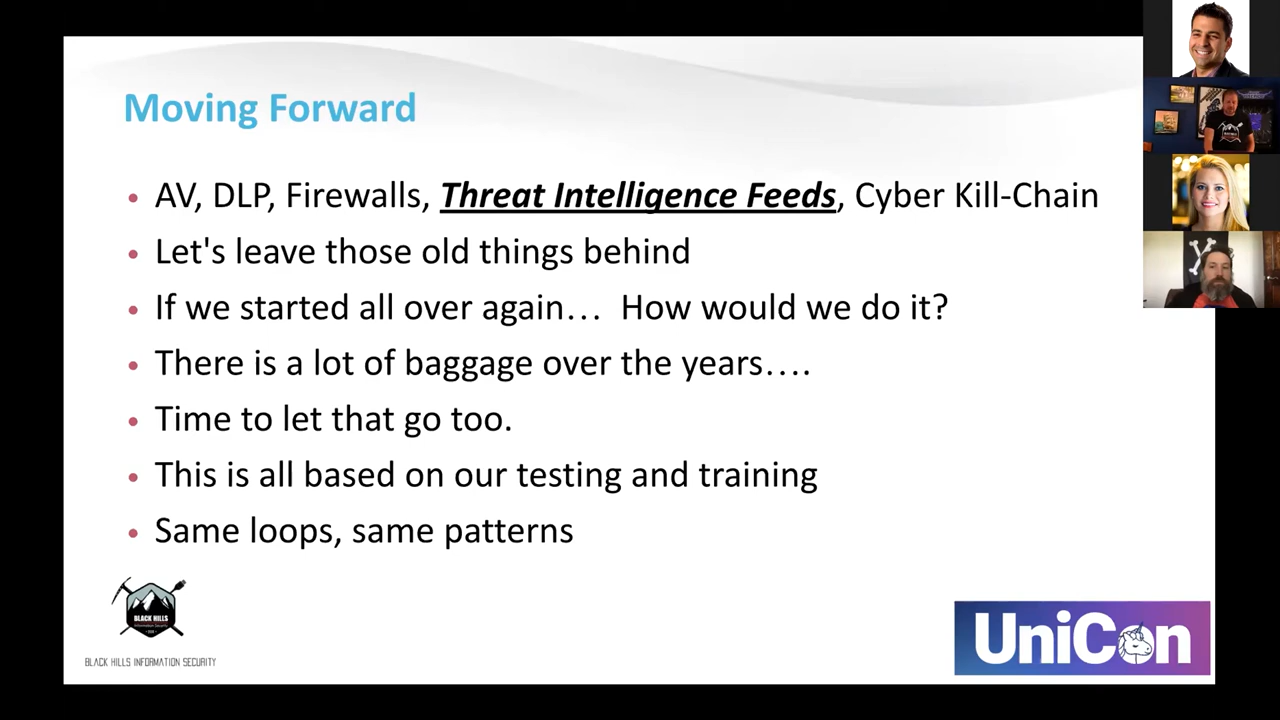 Moving Forward
AV, DLP, Firewalls, Threat Intelligence Feeds, Cyber Kill-Chain
Let's leave those old things behind
If we started all over again… How would we do it?
There is a lot of baggage over the years….
Time to let that go too.
This is all based on our testing and training
Same loops, same patterns
BLACK HILLS
Information Security
BLACK HILLS INFORMATION SECURITY
UniCon